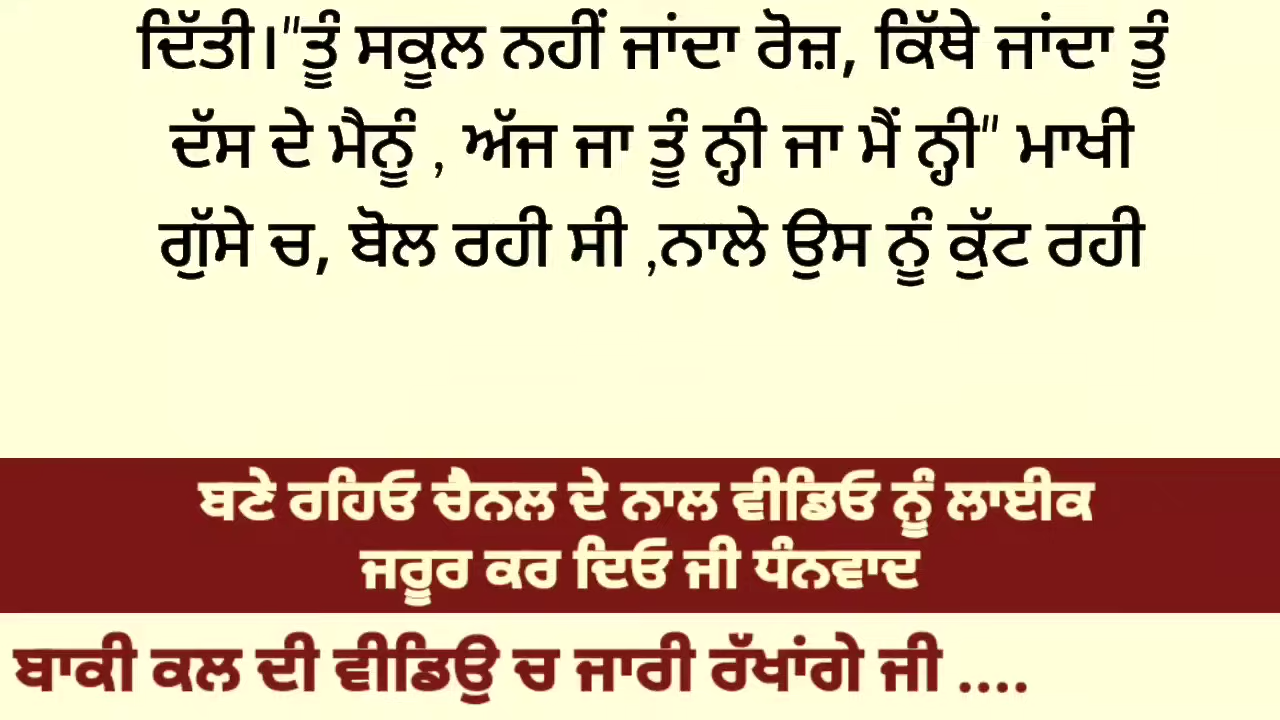 ਦਿੱਤੀ।"ਤੂੰ ਸਕੂਲ ਨਹੀਂ ਜਾਂਦਾ ਰੋਜ਼, ਕਿੱਥੇ ਜਾਂਦਾ ਤੂੰ
ਦੱਸ ਦੇ ਮੈਨੂੰ , ਅੱਜ ਜਾ ਤੂੰ ਨ੍ਹੀ ਜਾ ਮੈਂ ਨ੍ਹੀ" ਮਾਖੀ
ਗੁੱਸੇ ਚ, ਬੋਲ ਰਹੀ ਸੀ ,ਨਾਲੇ ਉਸ ਨੂੰ ਕੁੱਟ ਰਹੀ
ਬਣੇ ਰਹਿਓ ਚੈਨਲ ਦੇ ਨਾਲ ਵੀਡਿਓ ਨੂੰ ਲਾਈਕ
ਜਰੂਰ ਕਰ ਦਿਓ ਜੀ ਧੰਨਵਾਦ
ਬਾਕੀ ਕਲ ਦੀ ਵੀਡਿਉ ਚ ਜਾਰੀ ਰੱਖਾਂਗੇ ਜੀ ....